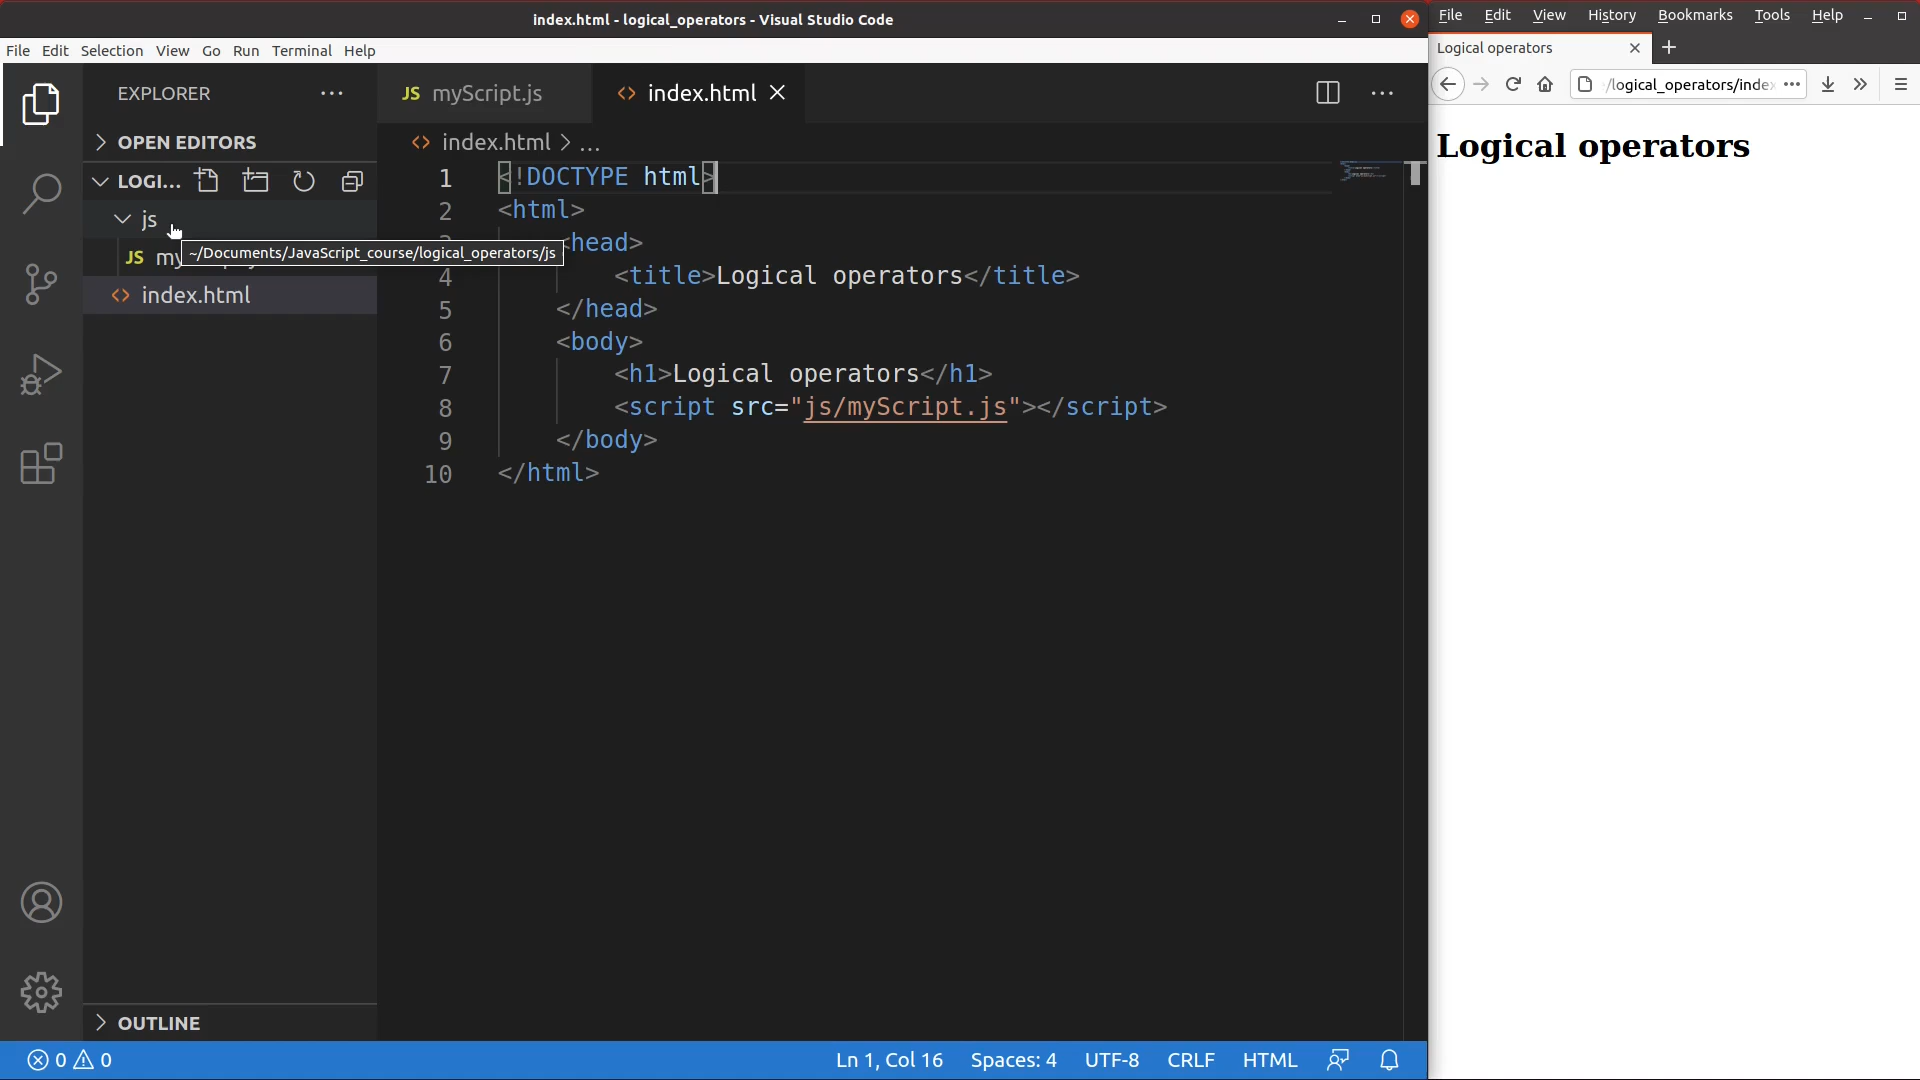 index.html - logical_operators - Visual Studio Code
File Edit Selection View Go Run Terminal Help
EXPLORER
OPEN EDITORS
LOGI...
js
~/Documents/JavaScript_course/logical_operators/js
JS
index.html
OUTLINE
JS myScript.js
index.html
index.html > ...
1 <!DOCTYPE html>
2 <html>
<head>
4 <title>Logical operators</title>
5 </head>
6 <body>
7 <h1>Logical operators</h1>
8 <script src="js/myScript.js"></script>
9 </body>
10 </html>
0 0
Ln 1, Col 16 Spaces: 4 UTF-8 CRLF HTML
File Edit View History Bookmarks Tools Help
Logical operators
/logical_operators/inde
Logical operators